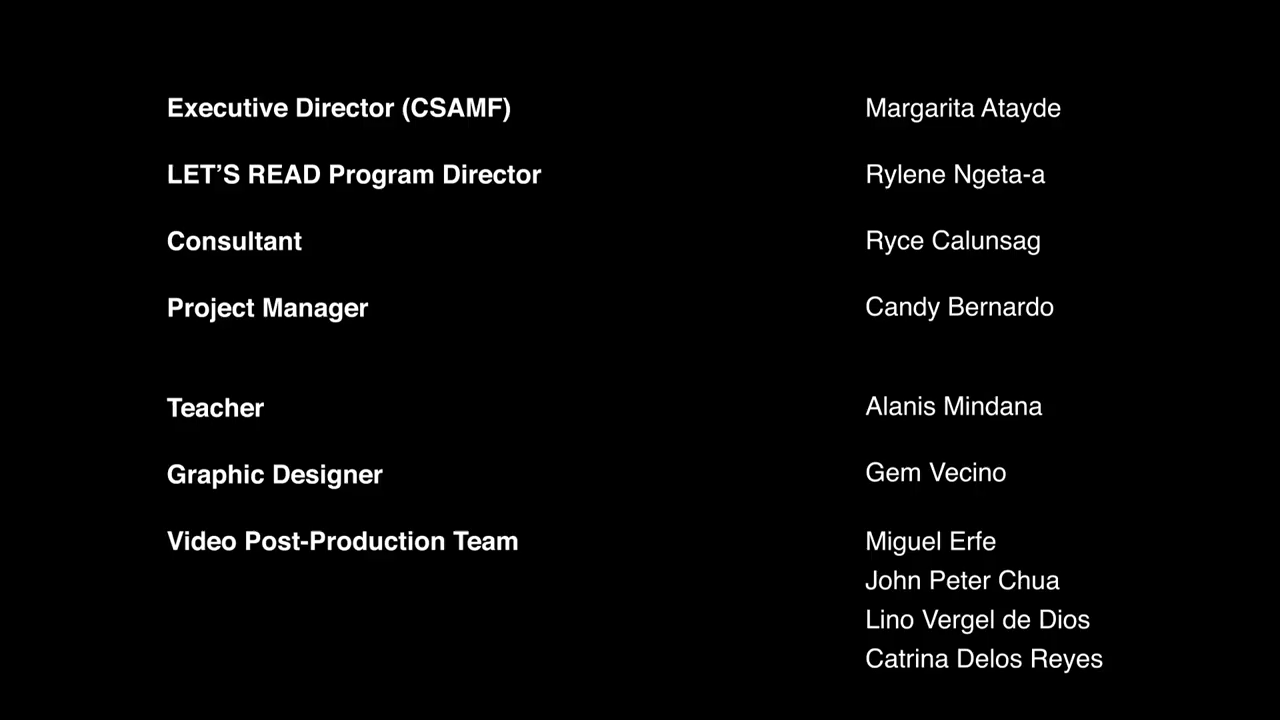 Executive Director (CSAMF) Margarita Atayde
LET’S READ Program Director Rylene Ngeta-a
Consultant Ryce Calunsag
Project Manager Candy Bernardo
Teacher Alanis Mindana
Graphic Designer Gem Vecino
Video Post-Production Team Miguel Erfe
John Peter Chua
Lino Vergel de Dios
Catrina Delos Reyes